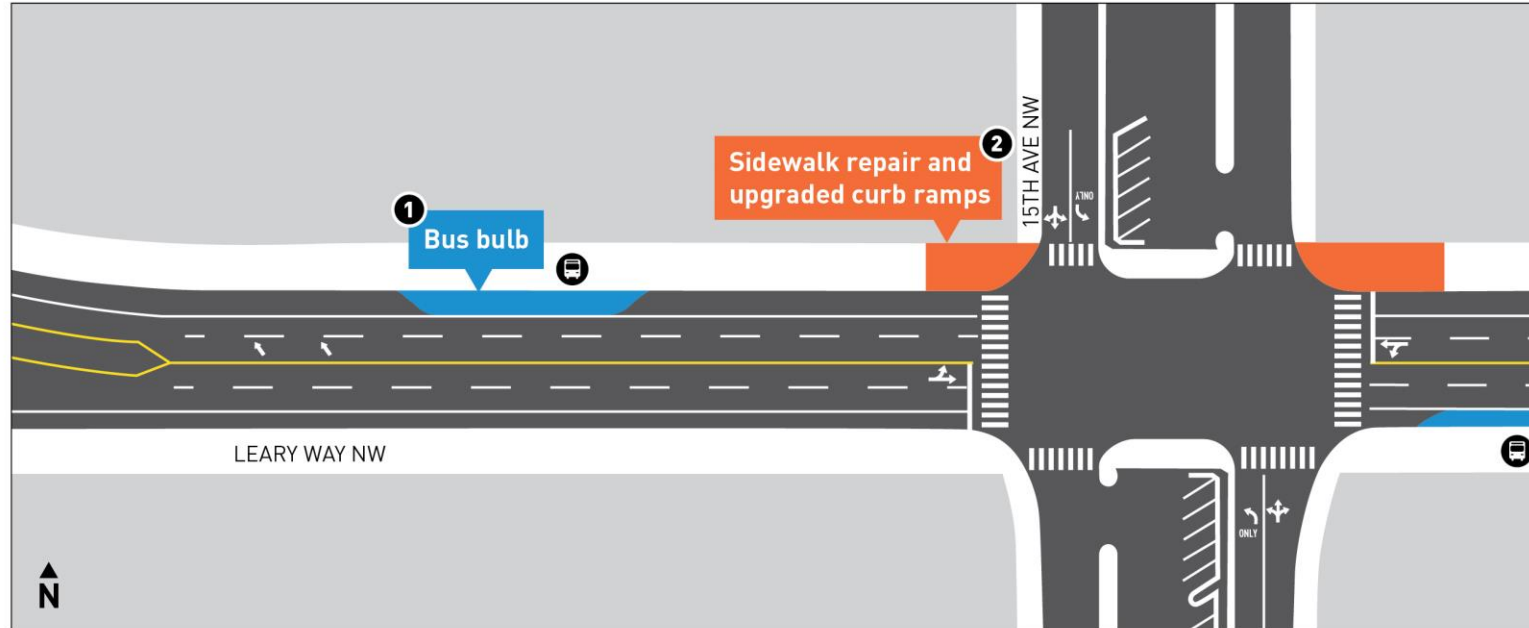 15TH AVE NW
2
Sidewalk repair and
upgraded curb ramps
1
Bus bulb
ONLY
LEARY WAY NW
ONLY
N